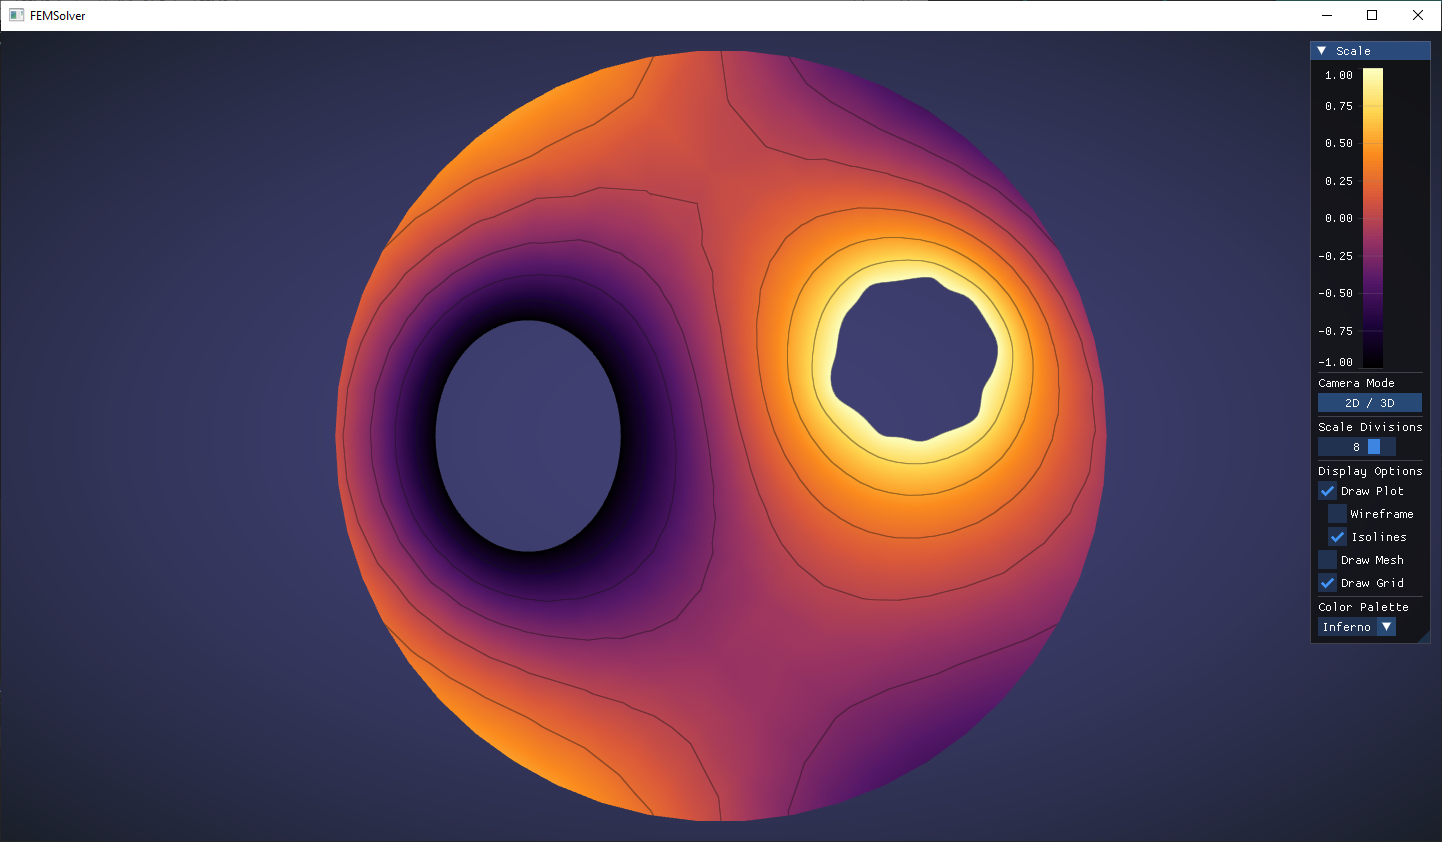 FEMSolver
Scale
1.00
0.75
0.50
0.25
0.00
-0.25
-0.50
-0.75
-1.00
Camera Mode
2D / 3D
Scale Divisions
8
Display Options
Draw Plot
Wireframe
Isolines
Draw Mesh
Draw Grid
Color Palette
Inferno